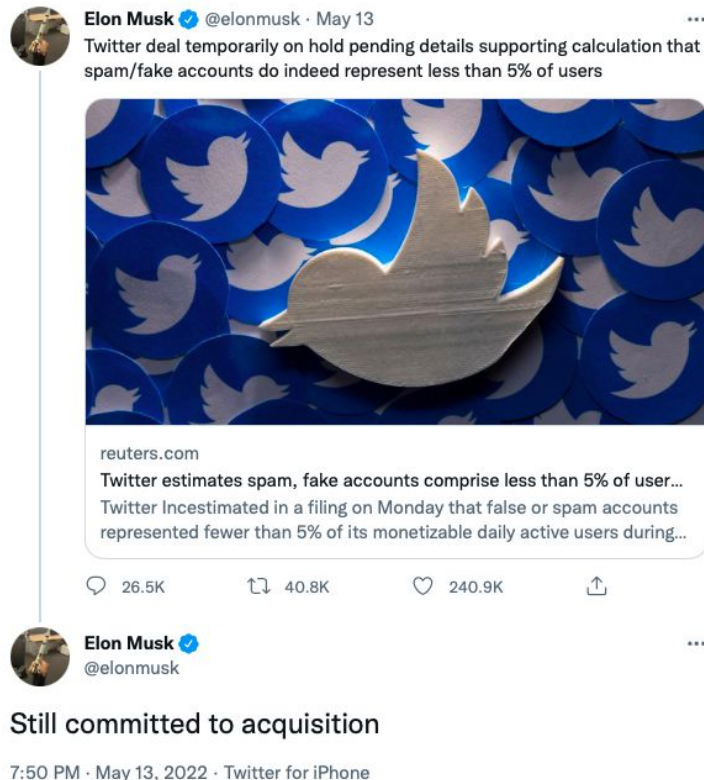 Elon Musk @elonmusk · May 13
Twitter deal temporarily on hold pending details supporting calculation that
spam/fake accounts do indeed represent less than 5% of users
reuters.com
Twitter estimates spam, fake accounts comprise less than 5% of user...
Twitter Incestimated in a filing on Monday that false or spam accounts
represented fewer than 5% of its monetizable daily active users during...
26.5K 40.8K 240.9K
Elon Musk
@elonmusk
Still committed to acquisition
7:50 PM · May 13, 2022 · Twitter for iPhone